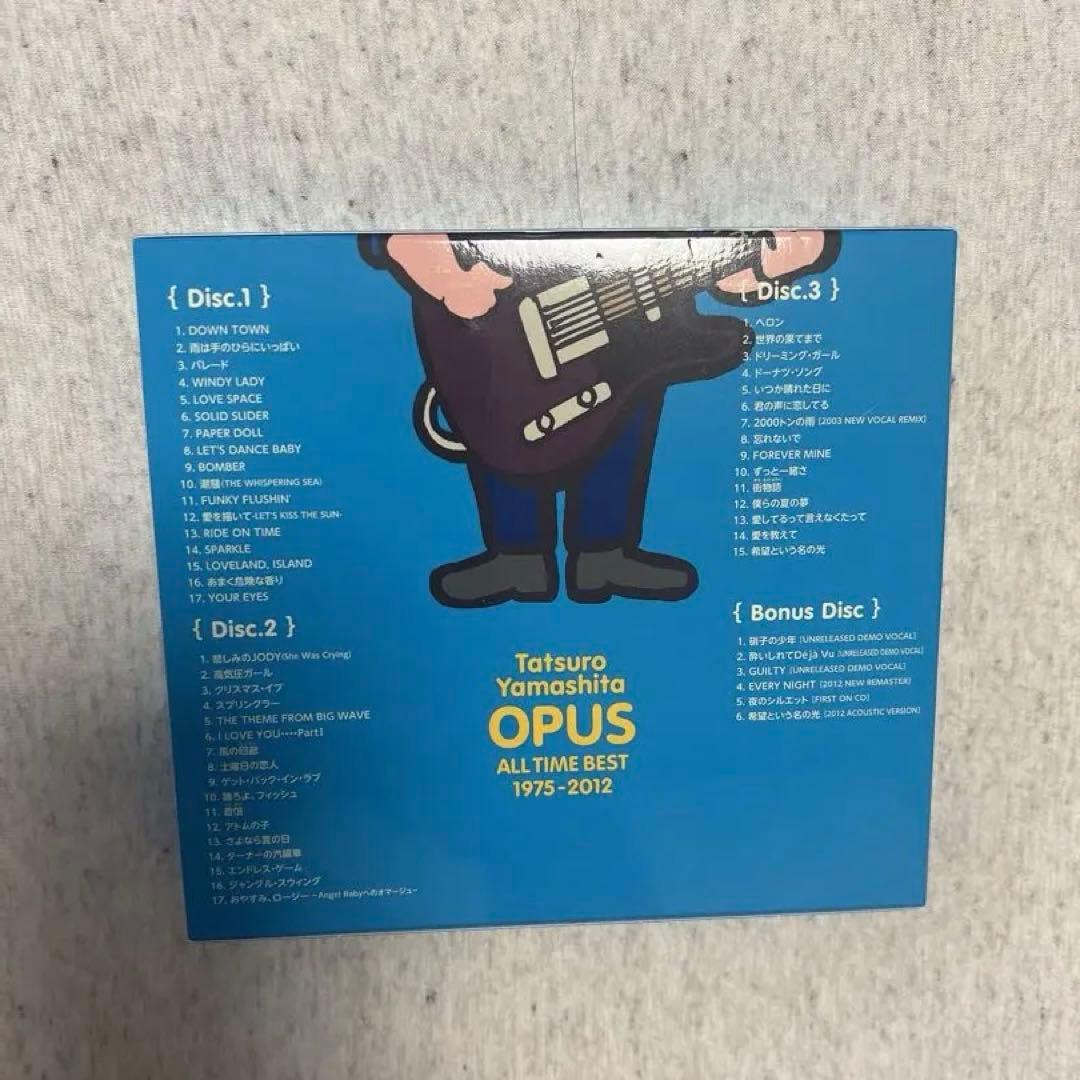 { Disc.1 }
1. DOWN TOWN
2. 雨は手のひらにいっぱい
3. パレード
4. WINDY LADY
5. LOVE SPACE
6. SOLID SLIDER
7. PAPER DOLL
8. LET'S DANCE BABY
9. BOMBER
10. 潮騒(THE WHISPERING SEA)
11. FUNKY FLUSHIN'
12. 愛を描いて-LET'S KISS THE SUN-
13. RIDE ON TIME
14. SPARKLE
15. LOVELAND, ISLAND
16. あまく危険な香り
17. YOUR EYES
{ Disc.2 }
1. 悲しみのJODY(She Was Crying)
2. 高気圧ガール
3. クリスマス・イブ
4. スプリンクラー
5. THE THEME FROM BIG WAVE
6. I LOVE YOU････Part I
7. 風の回廊
8. 土曜日の恋人
9. ゲット・バック・イン・ラブ
10. 踊ろよ、フィッシュ
11. 蒼氓
12. アトムの子
13. さよなら夏の日
14. ターナーの汽罐車
15. エンドレス・ゲーム
16. ジャングル・スウィング
17. おやすみ、ロージー -Angel Babyへのオマージュ-
{ Disc.3 }
1. ヘロン
2. 世界の果てまで
3. ドリーミング・ガール
4. ドーナツ・ソング
5. いつか晴れた日に
6. 君の声に恋してる
7. 2000トンの雨 [2003 NEW VOCAL REMIX]
8. 忘れないで
9. FOREVER MINE
10. ずっと一緒さ
11. 街物語
12. 僕らの夏の夢
13. 愛してるって言えなくたって
14. 愛を教えて
15. 希望という名の光
{ Bonus Disc }
1. 硝子の少年 [UNRELEASED DEMO VOCAL]
2. 酔いしれてDéjà Vu [UNRELEASED DEMO VOCAL]
3. GUILTY [UNRELEASED DEMO VOCAL]
4. EVERY NIGHT [2012 NEW REMASTER]
5. 夜のシルエット [FIRST ON CD]
6. 希望という名の光 [2012 ACOUSTIC VERSION]
Tatsuro
Yamashita
OPUS
ALL TIME BEST
1975-2012